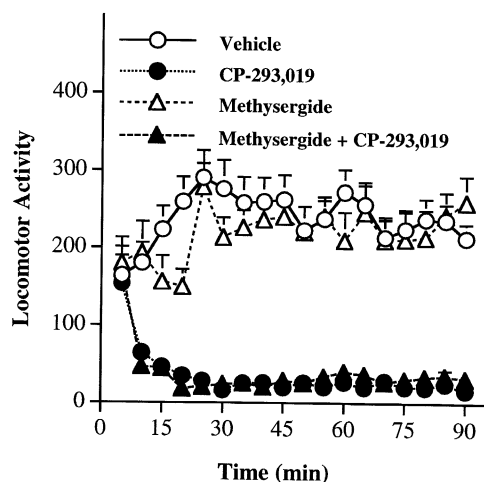 Vehicle
CP-293,019
Methysergide
Methysergide + CP-293,019
Locomotor Activity
400
300
200
100
0
0 15 30 45 60 75 90
Time (min)